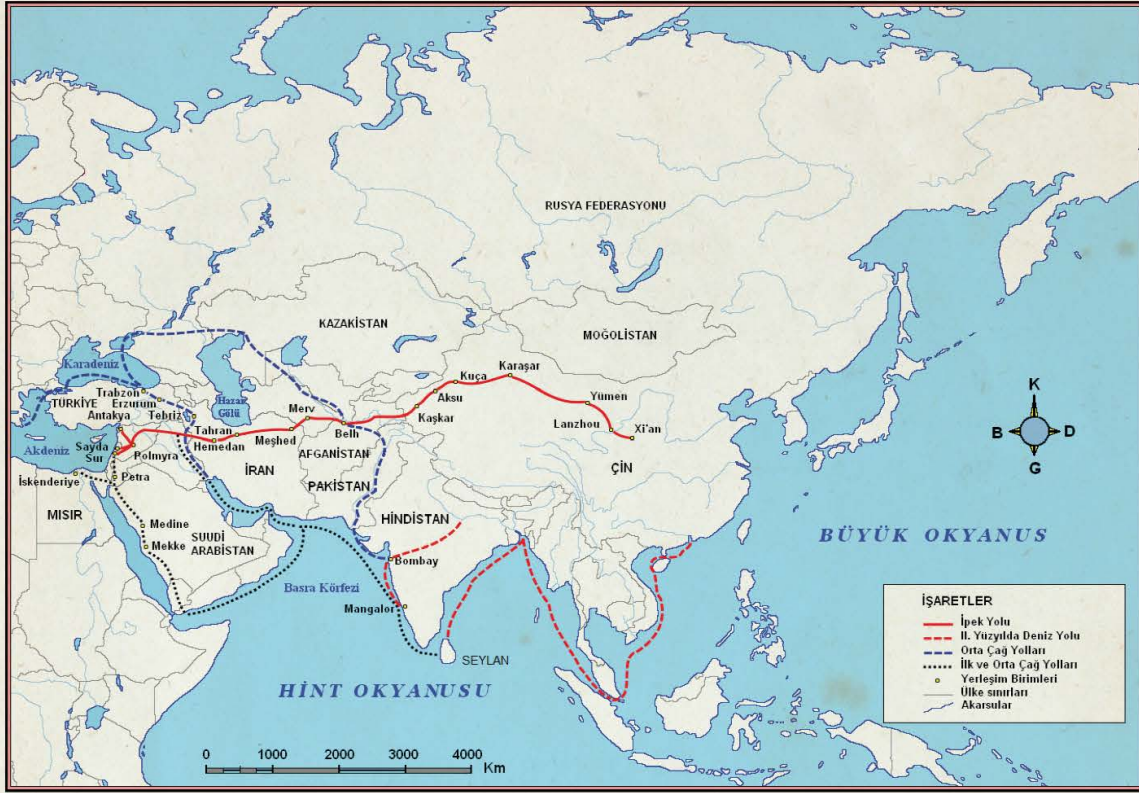 RUSYA FEDERASYONU
KAZAKİSTAN
MOĞOLİSTAN
Karadeniz
Hazar
Gölü
TÜRKİYE
Trabzon
Erzurum
Antakya
Tebriz
Tahran
Hemedan
Meşhed
Merv
Belh
Kaşkar
Aksu
Kuça
Karaşar
Yümen
Lanzhou
Xi'an
Akdeniz
Sayda
Sur
Polmyra
İRAN
AFGANİSTAN
PAKİSTAN
ÇİN
İskenderiye
Petra
MISIR
Medine
Mekke
SUUDİ
ARABİSTAN
HİNDİSTAN
Bombay
Basra Körfezi
Mangalor
SEYLAN
HİNT OKYANUSU
BÜYÜK OKYANUS
K
B
D
G
İŞARETLER
İpek Yolu
II. Yüzyılda Deniz Yolu
Orta Çağ Yolları
İlk ve Orta Çağ Yolları
Yerleşim Birimleri
Ülke sınırları
Akarsular
0 1000 2000 3000 4000
Km